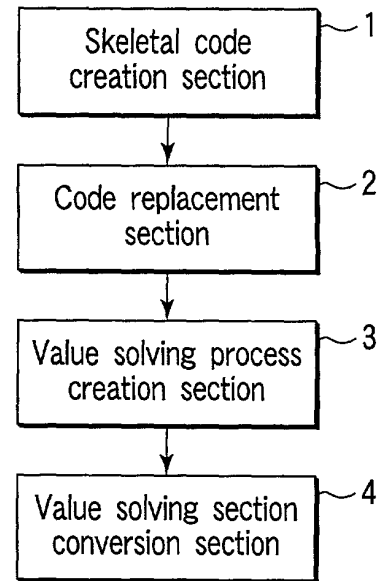 Skeletal code
creation section
1
Code replacement
section
2
Value solving process
creation section
3
Value solving section
conversion section
4